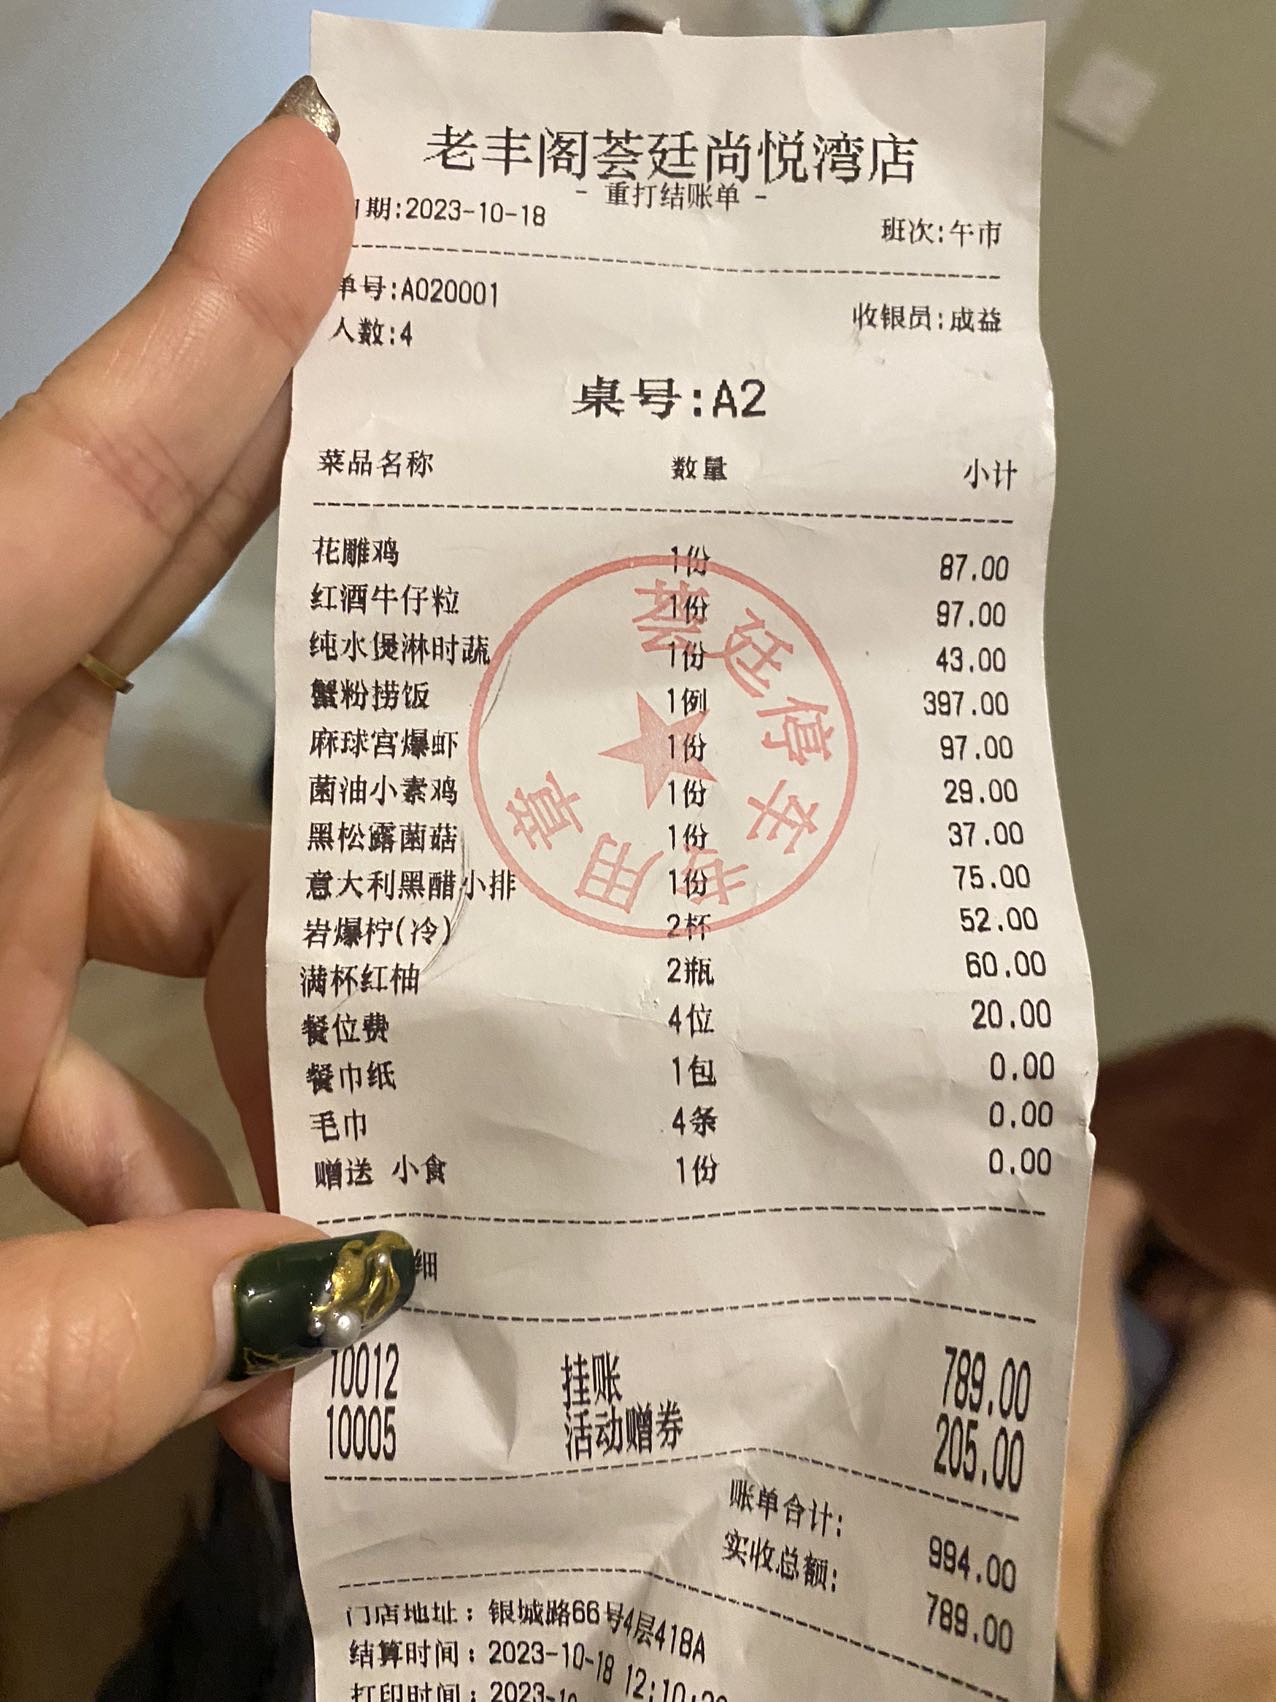 老丰阁荟廷尚悦湾店
- 重打结账单 -
期:2023-10-18 班次:午市
单号:A020001 收银员:成益
人数:4
桌号:A2
菜品名称 数量 小计
花雕鸡 1份 87.00
红酒牛仔粒 1份 97.00
纯水煲淋时蔬 1份 43.00
蟹粉捞饭 1例 397.00
麻球宫爆虾 1份 97.00
菌油小素鸡 1份 29.00
黑松露菌菇 1份 37.00
意大利黑醋小排 1份 75.00
岩爆柠(冷) 2杯 52.00
满杯红柚 2瓶 60.00
餐位费 4位 20.00
餐巾纸 1包 0.00
毛巾 4条 0.00
赠送 小食 1份 0.00
荟廷停车专用章
细
10012 挂账 789.00
10005 活动赠券 205.00
账单合计: 994.00
实收总额: 789.00
门店地址: 银城路66号4层418A
结算时间: 2023-10-18 12:10:
打印时间: 2023-10